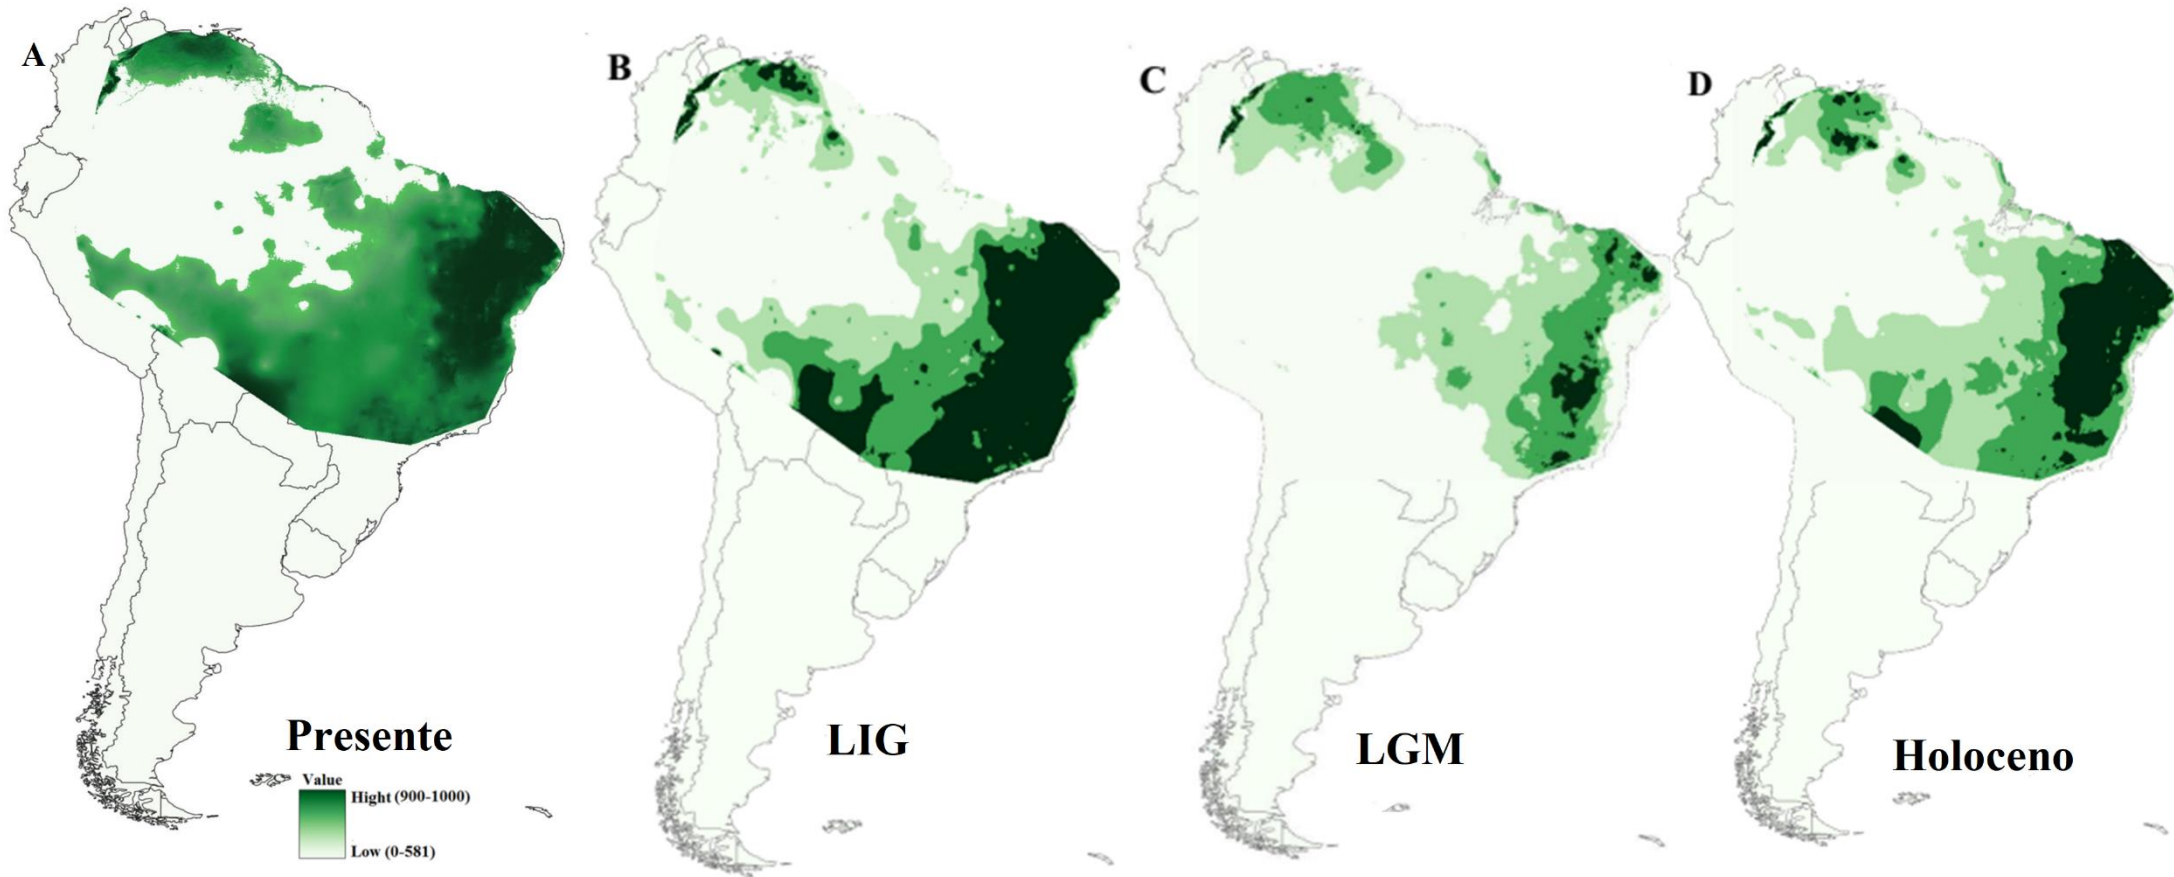 A
B
C
D
Presente
LIG
LGM
Holoceno
Value
Hight (900-1000)
Low (0-581)